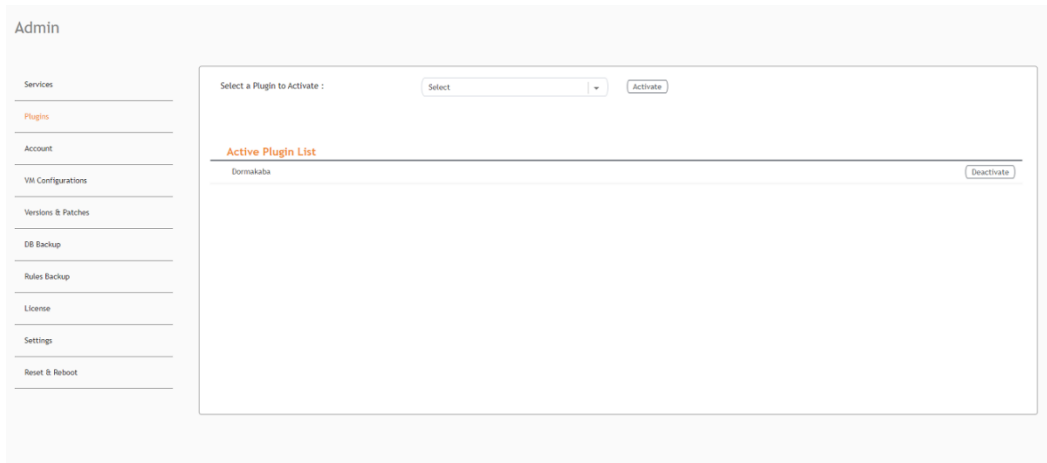 Admin
Services
Plugins
Account
VM Configurations
Versions & Patches
DB Backup
Rules Backup
License
Settings
Reset & Reboot
Select a Plugin to Activate :
Select
Activate
Active Plugin List
Dormakaba
Deactivate